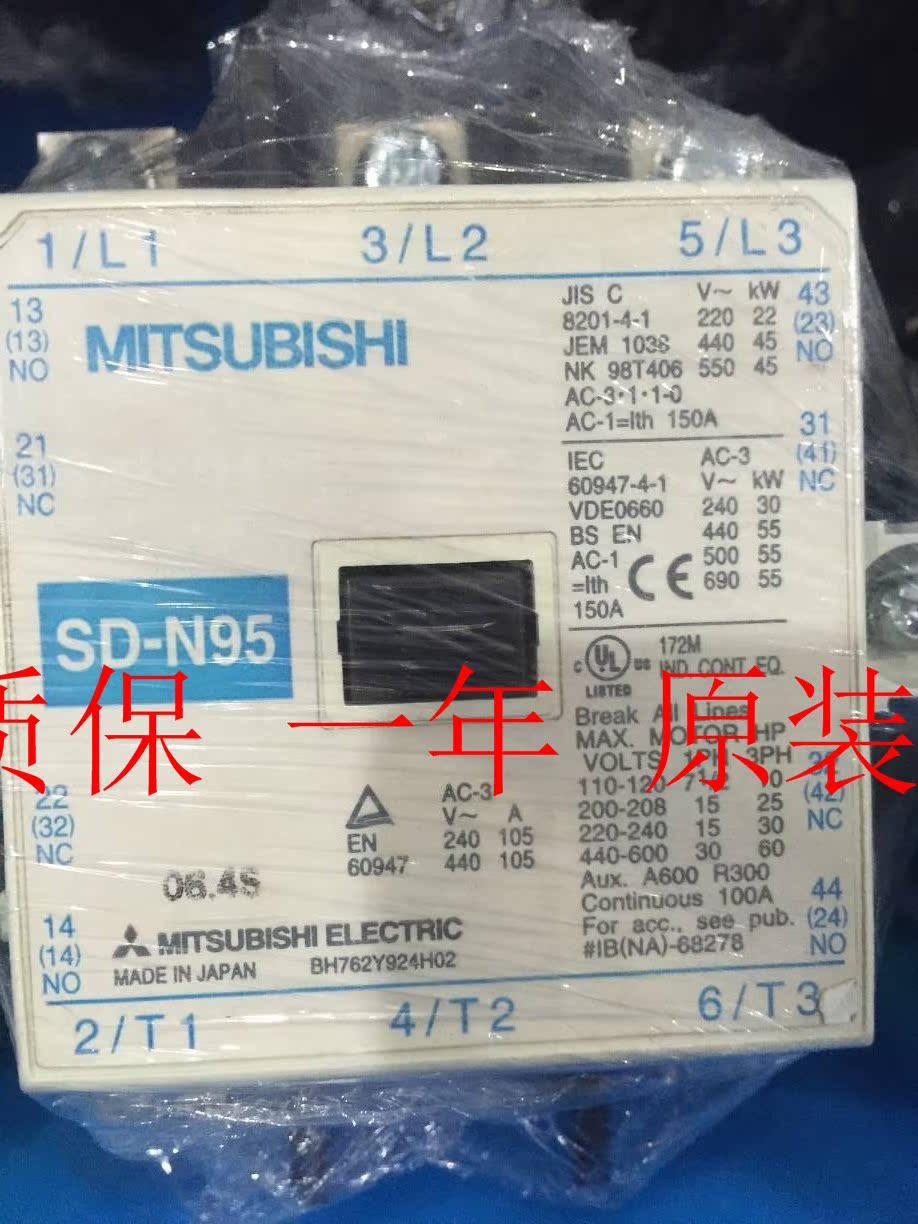 1/L1 3/L2 5/L3
13
(13)
NO
MITSUBISHI
JIS C V~ kW
8201-4-1 220 22
JEM 1038 440 45
NK 98T406 550 45
AC-3·1·1-0
AC-1=Ith 150A
43
(23)
NO
21
(31)
NC
31
(41)
NC
IEC AC-3
60947-4-1 V~ kW
VDE0660 240 30
BS EN 440 55
AC-1 500 55
=Ith CE 690 55
150A
SD-N95
C UL US 172M
LISTED IND. CONT. EQ.
质保 一年 原装
Break All Lines
MAX. MOTOR HP
VOLTS 1PH 3PH
110-120
200-208 15 25
220-240 15 30
440-600 30 60
Aux. A600 R300
Continuous 100A
For acc., see pub.
#IB(NA)-68278
22
(32)
NC
AC-3
V~ A
EN 240 105
60947 440 105
(42)
NC
06.4S
14
(14)
NO
MITSUBISHI ELECTRIC
MADE IN JAPAN BH762Y924H02
44
(24)
NO
2/T1 4/T2 6/T3